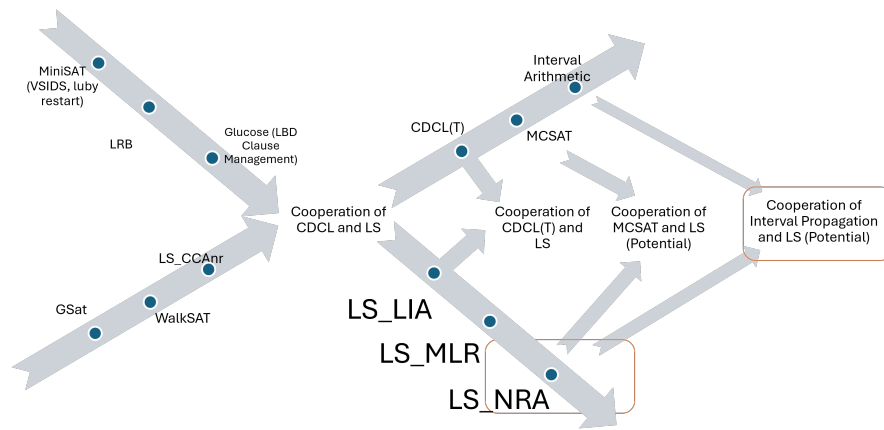 MiniSAT
(VSIDS, luby
restart)
LRB
Glucose (LBD
Clause
Management)
GSat
WalkSAT
LS_CCAnr
Cooperation of
CDCL and LS
CDCL(T)
MCSAT
Interval
Arithmetic
LS_LIA
LS_MLR
LS_NRA
Cooperation of
CDCL(T) and
LS
Cooperation of
MCSAT and LS
(Potential)
Cooperation of
Interval Propagation
and LS (Potential)